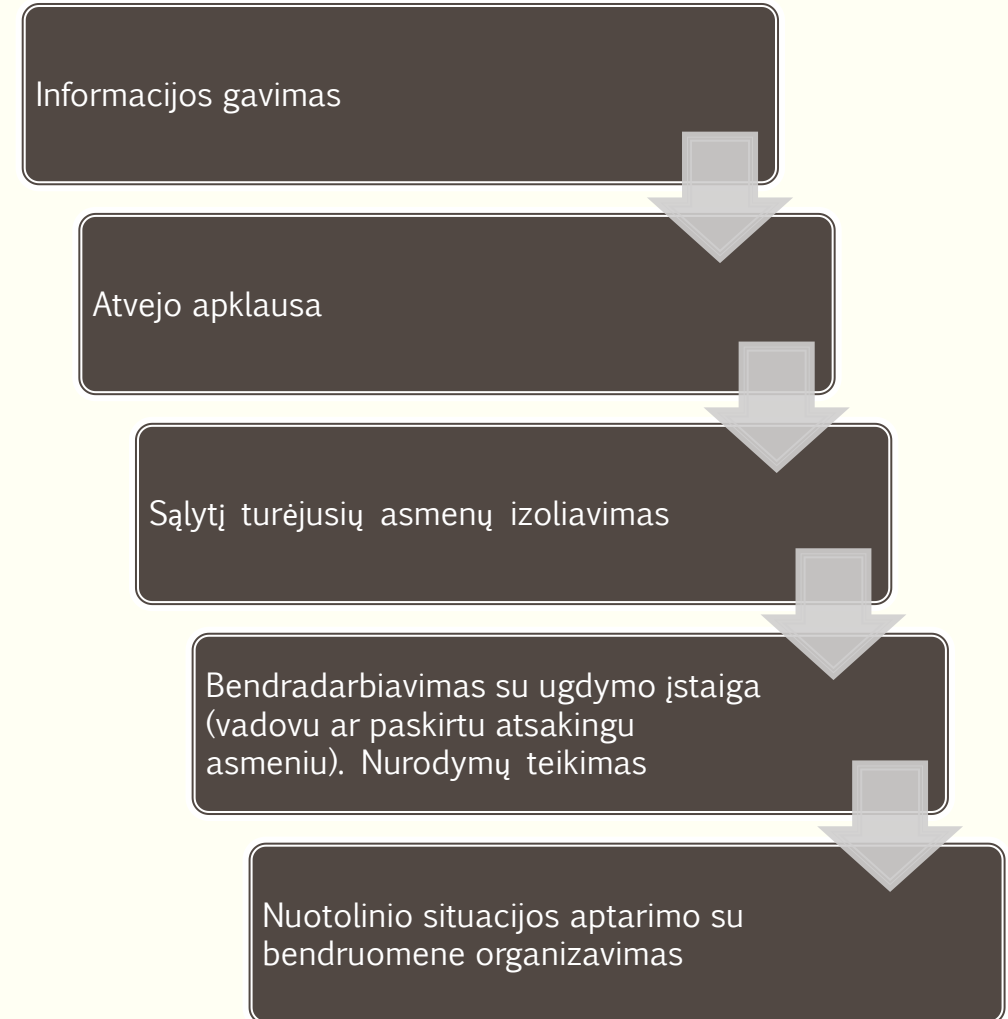 Informacijos gavimas
Atvejo apklausa
Sąlytį turėjusių asmenų izoliavimas
Bendradarbiavimas su ugdymo įstaiga
(vadovu ar paskirtu atsakingu
asmeniu). Nurodymų teikimas
Nuotolinio situacijos aptarimo su
bendruomene organizavimas